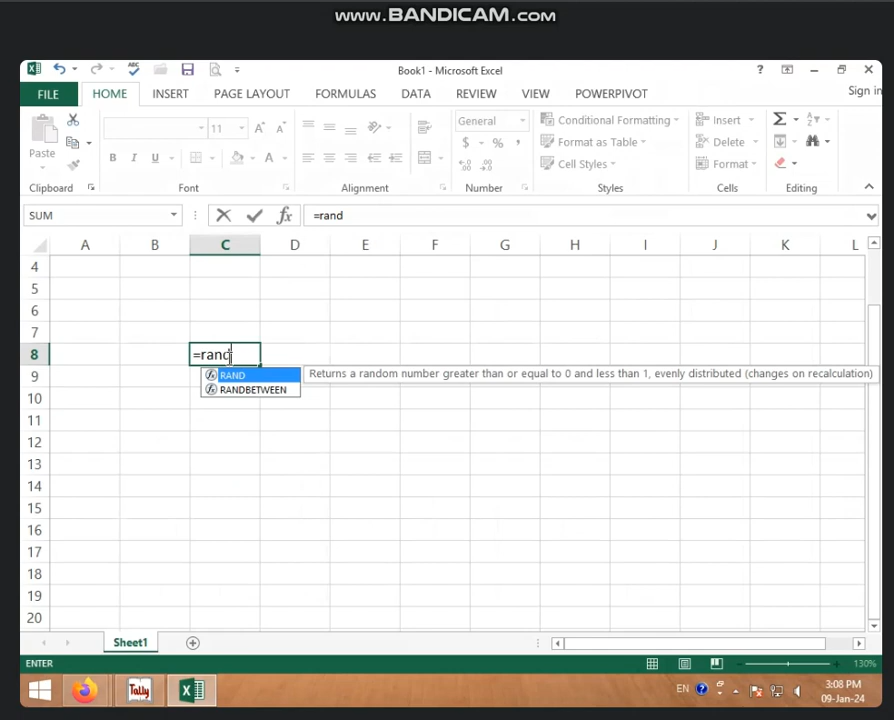 www.BANDICAM.com
Book1 - Microsoft Excel
FILE HOME INSERT PAGE LAYOUT FORMULAS DATA REVIEW VIEW POWERPIVOT Sign in
Paste
11
B I U A
General
$ % ,
Conditional Formatting
Format as Table
Cell Styles
Insert
Delete
Format
Clipboard Font Alignment Number Styles Cells Editing
SUM fx =rand
A B C D E F G H I J K L
4
5
6
7
8 =rand
9 RAND Returns a random number greater than or equal to 0 and less than 1, evenly distributed (changes on recalculation)
RANDBETWEEN
10
11
12
13
14
15
16
17
18
19
20
Sheet1
ENTER 130%
Tally EN 3:08 PM
09-Jan-24